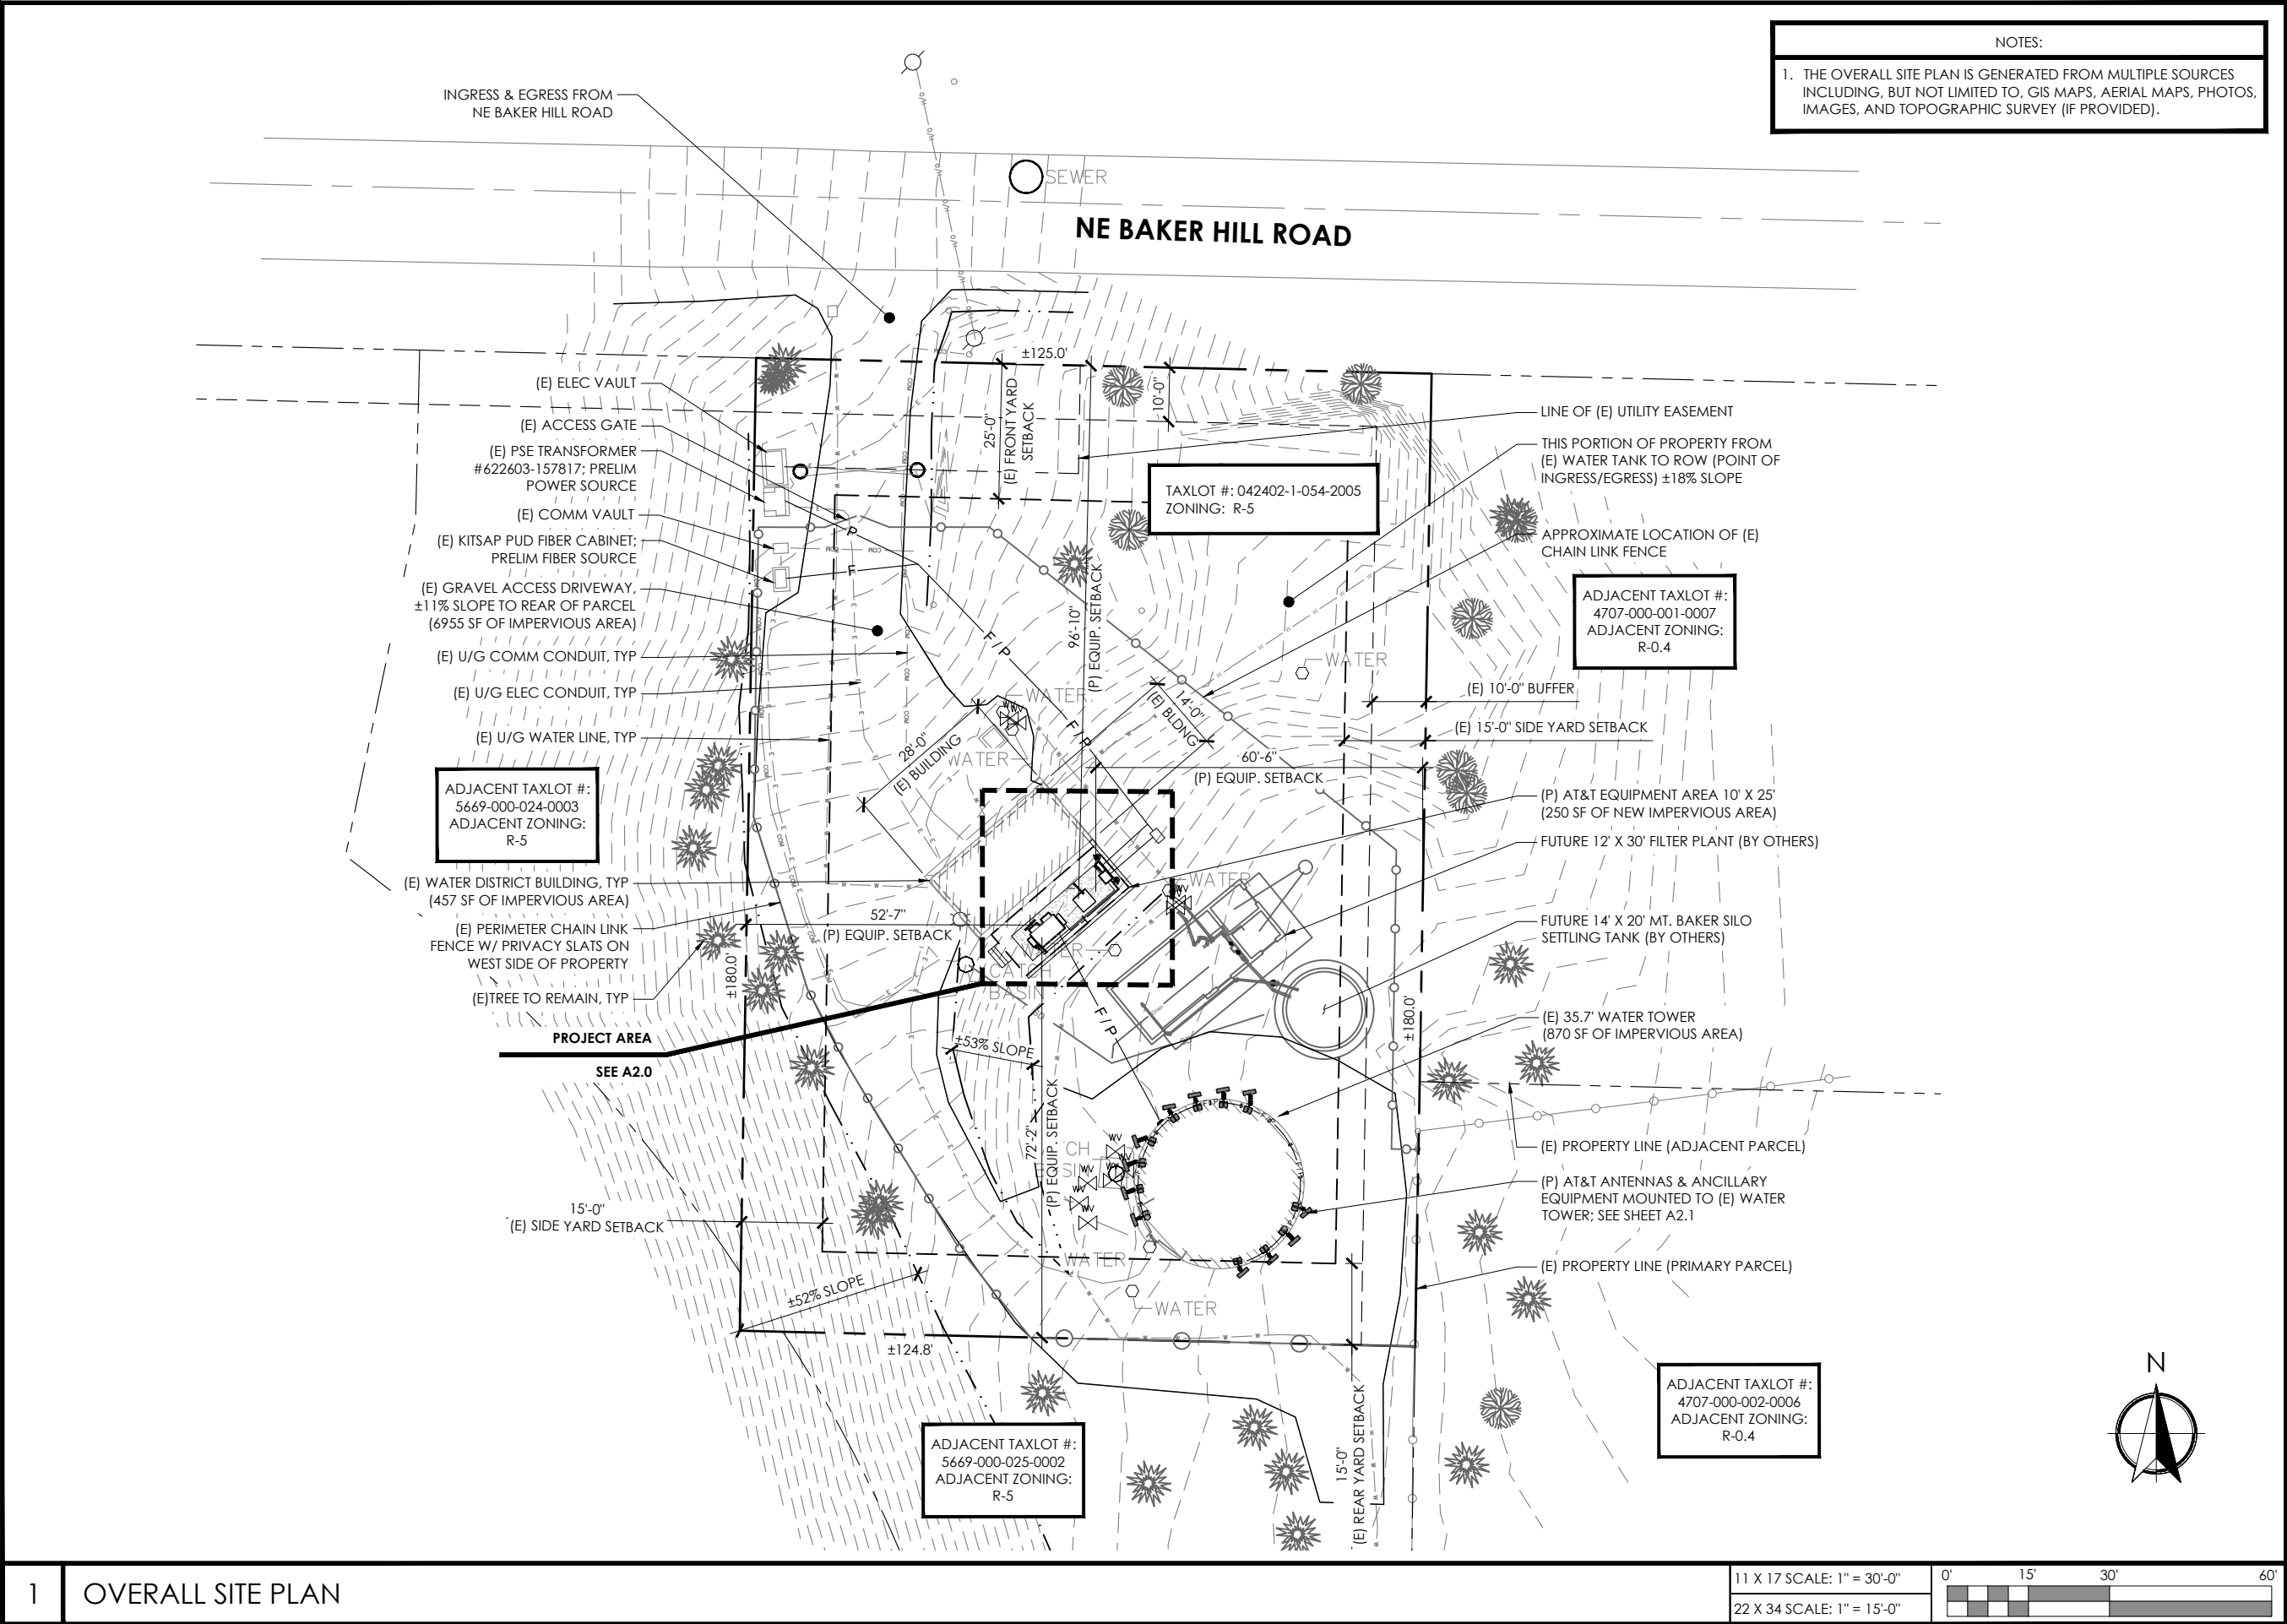 NOTES:
1. THE OVERALL SITE PLAN IS GENERATED FROM MULTIPLE SOURCES
INCLUDING, BUT NOT LIMITED TO, GIS MAPS, AERIAL MAPS, PHOTOS,
IMAGES, AND TOPOGRAPHIC SURVEY (IF PROVIDED).
INGRESS & EGRESS FROM
NE BAKER HILL ROAD
SEWER
NE BAKER HILL ROAD
±125.0'
25'-0"
(E) FRONT YARD
SETBACK
10'-0"
(E) ELEC VAULT
(E) ACCESS GATE
(E) PSE TRANSFORMER
#622603-157817; PRELIM
POWER SOURCE
(E) COMM VAULT
(E) KITSAP PUD FIBER CABINET;
PRELIM FIBER SOURCE
(E) GRAVEL ACCESS DRIVEWAY,
±11% SLOPE TO REAR OF PARCEL
(6955 SF OF IMPERVIOUS AREA)
(E) U/G COMM CONDUIT, TYP
(E) U/G ELEC CONDUIT, TYP
(E) U/G WATER LINE, TYP
ADJACENT TAXLOT #:
5669-000-024-0003
ADJACENT ZONING:
R-5
(E) WATER DISTRICT BUILDING, TYP
(457 SF OF IMPERVIOUS AREA)
(E) PERIMETER CHAIN LINK
FENCE W/ PRIVACY SLATS ON
WEST SIDE OF PROPERTY
(E)TREE TO REMAIN, TYP
PROJECT AREA
SEE A2.0
15'-0"
(E) SIDE YARD SETBACK
TAXLOT #: 042402-1-054-2005
ZONING: R-5
P
F
F/P
96'-10"
(P) EQUIP. SETBACK
F/P
WATER
28'-0"
(E) BUILDING
WATER
14'-0"
(E) BLDNG
WATER
60'-6"
(P) EQUIP. SETBACK
52'-7"
(P) EQUIP. SETBACK
WATER
WV
CATCH
BASIN
F/P
±180.0'
±180.0'
±53% SLOPE
72'-2"
(P) EQUIP. SETBACK
WV
WV
WV
WV
WV
WATER
WATER
±52% SLOPE
±124.8'
15'-0"
(E) REAR YARD SETBACK
LINE OF (E) UTILITY EASEMENT
THIS PORTION OF PROPERTY FROM
(E) WATER TANK TO ROW (POINT OF
INGRESS/EGRESS) ±18% SLOPE
APPROXIMATE LOCATION OF (E)
CHAIN LINK FENCE
ADJACENT TAXLOT #:
4707-000-001-0007
ADJACENT ZONING:
R-0.4
(E) 10'-0" BUFFER
(E) 15'-0" SIDE YARD SETBACK
(P) AT&T EQUIPMENT AREA 10' X 25'
(250 SF OF NEW IMPERVIOUS AREA)
FUTURE 12' X 30' FILTER PLANT (BY OTHERS)
FUTURE 14' X 20' MT. BAKER SILO
SETTLING TANK (BY OTHERS)
(E) 35.7' WATER TOWER
(870 SF OF IMPERVIOUS AREA)
(E) PROPERTY LINE (ADJACENT PARCEL)
(P) AT&T ANTENNAS & ANCILLARY
EQUIPMENT MOUNTED TO (E) WATER
TOWER; SEE SHEET A2.1
(E) PROPERTY LINE (PRIMARY PARCEL)
ADJACENT TAXLOT #:
5669-000-025-0002
ADJACENT ZONING:
R-5
ADJACENT TAXLOT #:
4707-000-002-0006
ADJACENT ZONING:
R-0.4
N
1
OVERALL SITE PLAN
11 X 17 SCALE: 1" = 30'-0"
22 X 34 SCALE: 1" = 15'-0"
0' 15' 30' 60'